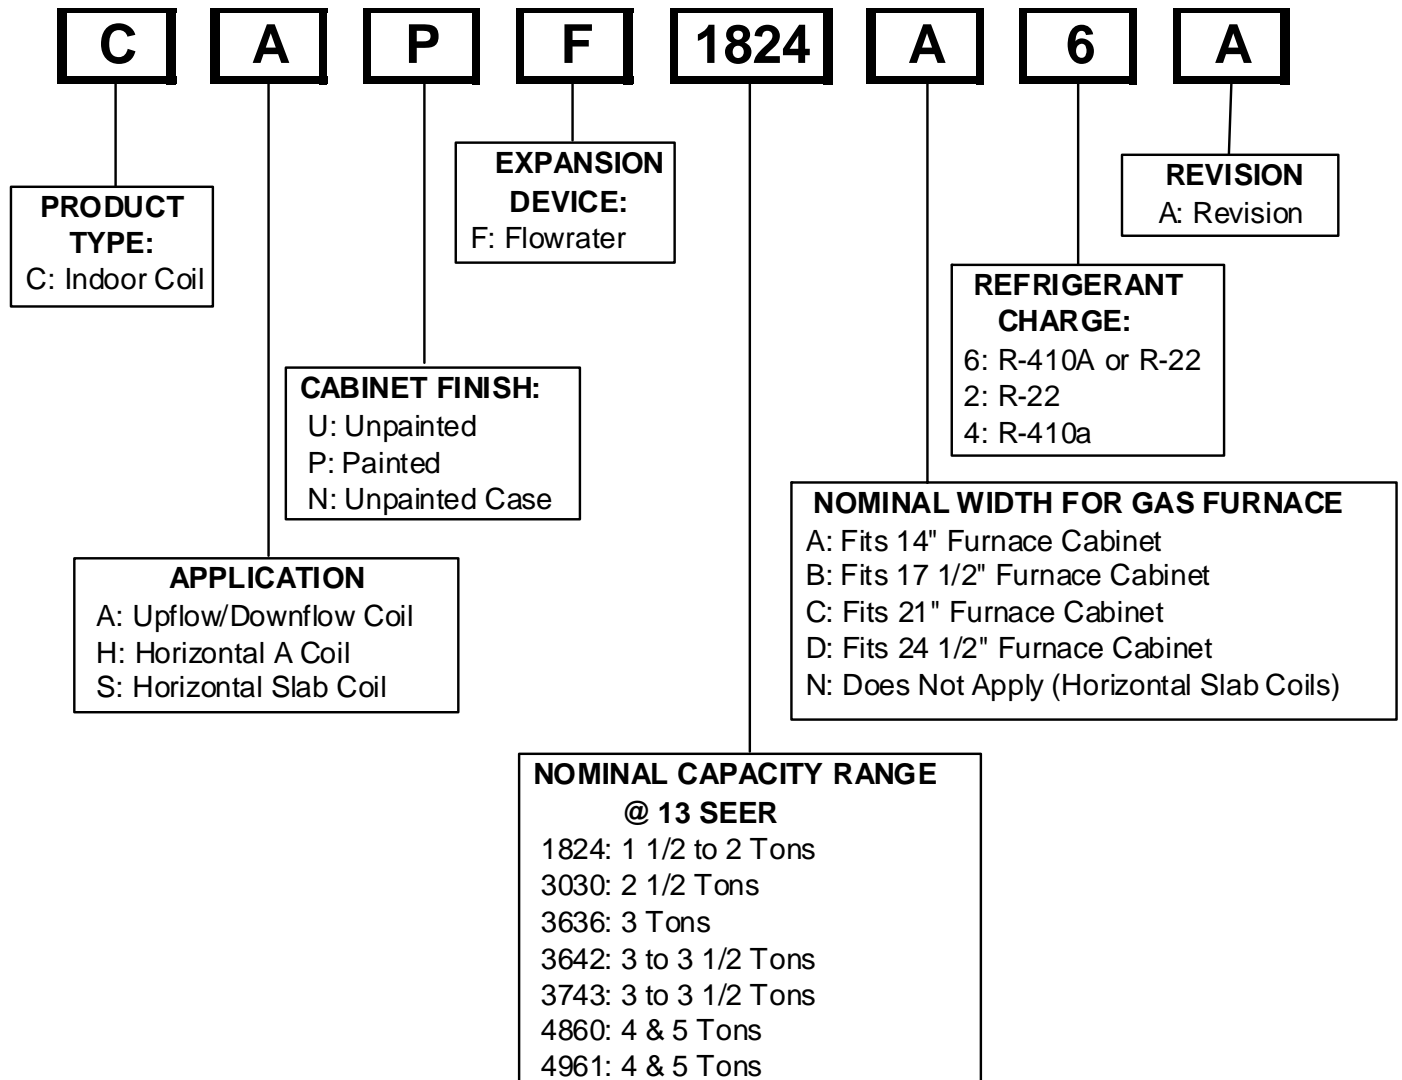 C A P F 1824 A 6 A
PRODUCT
TYPE:
C: Indoor Coil
EXPANSION
DEVICE:
F: Flowrater
REVISION
A: Revision
REFRIGERANT
CHARGE:
6: R-410A or R-22
2: R-22
4: R-410a
CABINET FINISH:
U: Unpainted
P: Painted
N: Unpainted Case
NOMINAL WIDTH FOR GAS FURNACE
A: Fits 14" Furnace Cabinet
B: Fits 17 1/2" Furnace Cabinet
C: Fits 21" Furnace Cabinet
D: Fits 24 1/2" Furnace Cabinet
N: Does Not Apply (Horizontal Slab Coils)
APPLICATION
A: Upflow/Downflow Coil
H: Horizontal A Coil
S: Horizontal Slab Coil
NOMINAL CAPACITY RANGE
@ 13 SEER
1824: 1 1/2 to 2 Tons
3030: 2 1/2 Tons
3636: 3 Tons
3642: 3 to 3 1/2 Tons
3743: 3 to 3 1/2 Tons
4860: 4 & 5 Tons
4961: 4 & 5 Tons